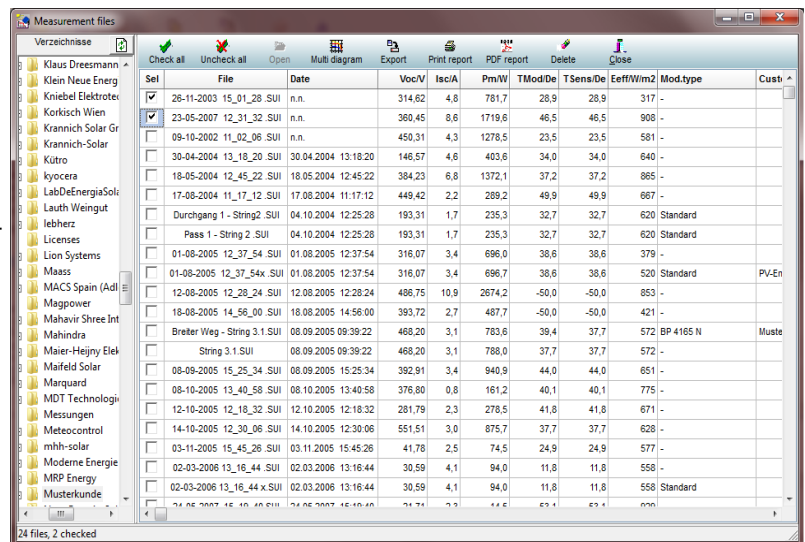 Measurement files
Verzeichnisse
Check all Uncheck all Open Multi diagram Export Print report PDF report Delete Close
Klaus Dreesmann
Klein Neue Energ
Kniebel Elektrotec
Korkisch Wien
Krannich Solar Gr
Krannich-Solar
Kütro
kyocera
LabDeEnergiaSola
Lauth Weingut
lebherz
Licenses
Lion Systems
Maass
MACS Spain (Adl
Magpower
Mahavir Shree Int
Mahindra
Maier-Heijny Elek
Maifeld Solar
Marquard
MDT Technologi
Messungen
Meteocontrol
mhh-solar
Moderne Energie
MRP Energy
Musterkunde
Sel File Date Voc/V Isc/A Pm/W TMod/De TSens/De Eeff/W/m2 Mod.type Custo
26-11-2003 15_01_28 .SUI n.n. 314,62 4,8 781,7 28,9 28,9 317 -
23-05-2007 12_31_32 .SUI n.n. 360,45 8,6 1719,6 46,5 46,5 908 -
09-10-2002 11_02_06 .SUI n.n. 450,31 4,3 1278,5 23,5 23,5 581 -
30-04-2004 13_18_20 .SUI 30.04.2004 13:18:20 146,57 4,6 403,6 34,0 34,0 640 -
18-05-2004 12_45_22 .SUI 18.05.2004 12:45:22 384,23 6,8 1372,1 37,2 37,2 865 -
17-08-2004 11_17_12 .SUI 17.08.2004 11:17:12 449,42 2,2 289,2 49,9 49,9 667 -
Durchgang 1 - String2 .SUI 04.10.2004 12:25:28 193,31 1,7 235,3 32,7 32,7 620 Standard
Pass 1 - String 2 .SUI 04.10.2004 12:25:28 193,31 1,7 235,3 32,7 32,7 620 Standard
01-08-2005 12_37_54 .SUI 01.08.2005 12:37:54 316,07 3,4 696,0 38,6 38,6 379 -
01-08-2005 12_37_54x .SUI 01.08.2005 12:37:54 316,07 3,4 696,7 38,6 38,6 520 Standard PV-En
12-08-2005 12_28_24 .SUI 12.08.2005 12:28:24 486,75 10,9 2674,2 -50,0 -50,0 853 -
18-08-2005 14_56_00 .SUI 18.08.2005 14:56:00 393,72 2,7 487,7 -50,0 -50,0 421 -
Breiter Weg - String 3.1.SUI 08.09.2005 09:39:22 468,20 3,1 783,6 39,4 37,7 572 BP 4165 N Muste
String 3.1.SUI 08.09.2005 09:39:22 468,20 3,1 788,0 37,7 37,7 572 -
08-09-2005 15_25_34 .SUI 08.09.2005 15:25:34 392,91 3,4 940,9 44,0 44,0 651 -
08-10-2005 13_40_58 .SUI 08.10.2005 13:40:58 376,80 0,8 161,2 40,1 40,1 775 -
12-10-2005 12_18_32 .SUI 12.10.2005 12:18:32 281,79 2,3 278,5 41,8 41,8 671 -
14-10-2005 12_30_06 .SUI 14.10.2005 12:30:06 551,51 3,0 875,7 37,7 37,7 628 -
03-11-2005 15_45_26 .SUI 03.11.2005 15:45:26 41,78 2,5 74,5 24,9 24,9 577 -
02-03-2006 13_16_44 .SUI 02.03.2006 13:16:44 30,59 4,1 94,0 11,8 11,8 558 -
02-03-2006 13_16_44 x.SUI 02.03.2006 13:16:44 30,59 4,1 94,0 11,8 11,8 558 Standard
24 files, 2 checked